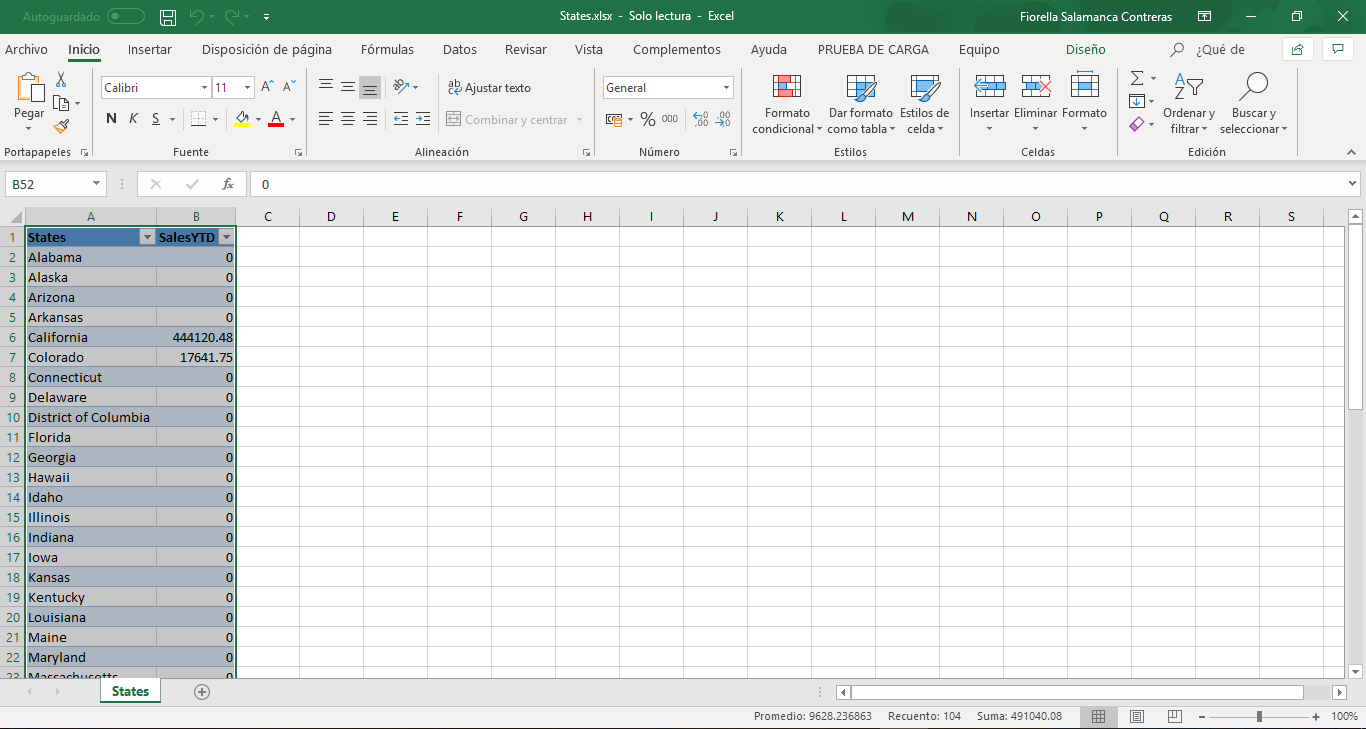 Autoguardado
States.xlsx - Solo lectura - Excel
Fiorella Salamanca Contreras
Archivo Inicio Insertar Disposición de página Fórmulas Datos Revisar Vista Complementos Ayuda PRUEBA DE CARGA Equipo Diseño ¿Qué de
Pegar
Calibri 11
N K S A
Ajustar texto
Combinar y centrar
General
% 000
Formato condicional
Dar formato como tabla
Estilos de celda
Insertar Eliminar Formato
Ordenar y filtrar
Buscar y seleccionar
Portapapeles Fuente Alineación Número Estilos Celdas Edición
B52 fx 0
A B C D E F G H I J K L M N O P Q R S
1 States SalesYTD
2 Alabama 0
3 Alaska 0
4 Arizona 0
5 Arkansas 0
6 California 444120.48
7 Colorado 17641.75
8 Connecticut 0
9 Delaware 0
10 District of Columbia 0
11 Florida 0
12 Georgia 0
13 Hawaii 0
14 Idaho 0
15 Illinois 0
16 Indiana 0
17 Iowa 0
18 Kansas 0
19 Kentucky 0
20 Louisiana 0
21 Maine 0
22 Maryland 0
23 Massachusetts 0
States
Promedio: 9628.236863 Recuento: 104 Suma: 491040.08 100%